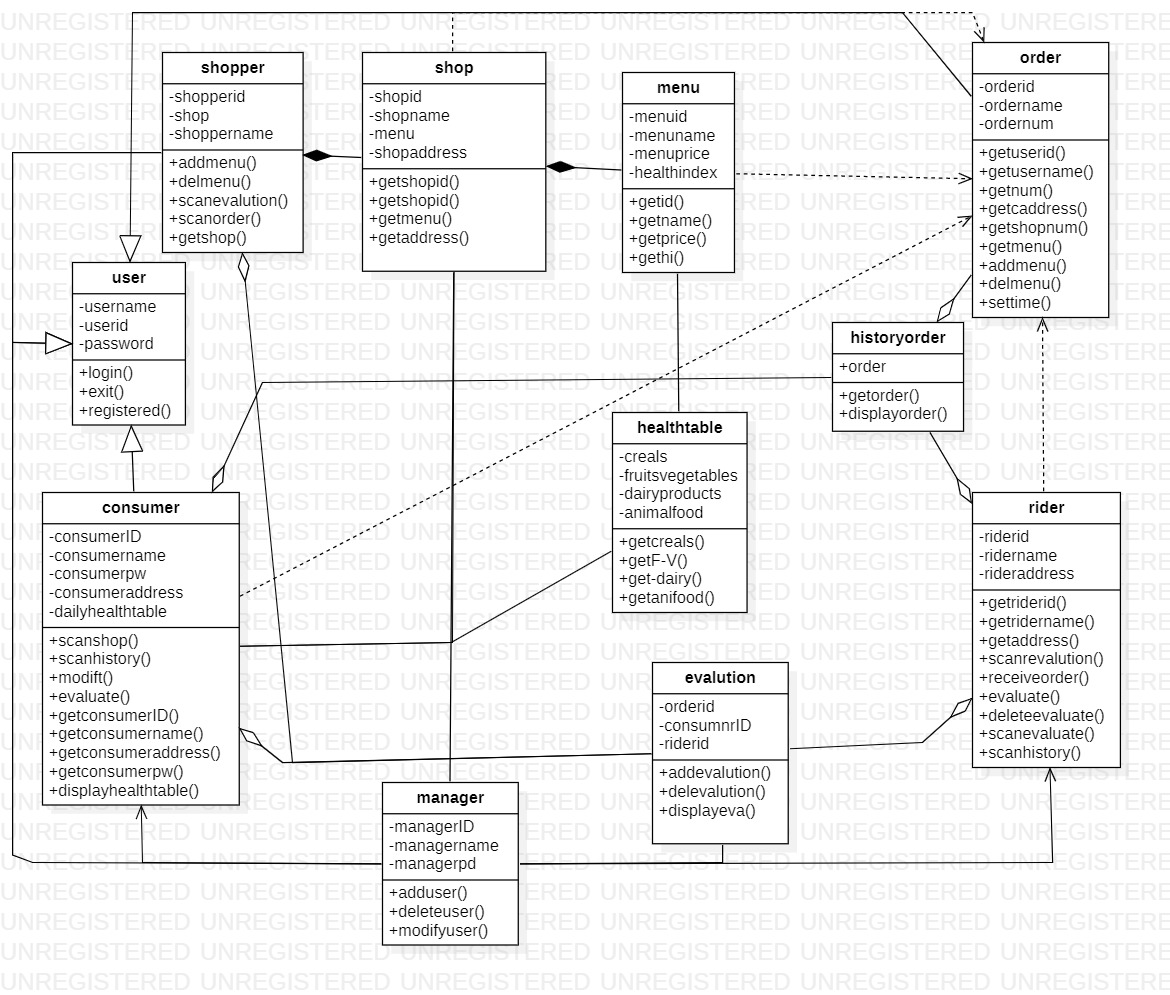 shopper
-shopperid
-shop
-shoppername
+addmenu()
+delmenu()
+scanevalution()
+scanorder()
+getshop()
shop
-shopid
-shopname
-menu
-shopaddress
+getshopid()
+getshopid()
+getmenu()
+getaddress()
menu
-menuid
-menuname
-menuprice
-healthindex
+getid()
+getname()
+getprice()
+gethi()
order
-orderid
-ordername
-ordernum
+getuserid()
+getusername()
+getnum()
+getcaddress()
+getshopnum()
+getmenu()
+addmenu()
+delmenu()
+settime()
user
-username
-userid
-password
+login()
+exit()
+registered()
historyorder
+order
+getorder()
+displayorder()
healthtable
-creals
-fruitsvegetables
-dairyproducts
-animalfood
+getcreals()
+getF-V()
+get-dairy()
+getanifood()
consumer
-consumerID
-consumername
-consumerpw
-consumeraddress
-dailyhealthtable
+scanshop()
+scanhistory()
+modift()
+evaluate()
+getconsumerID()
+getconsumername()
+getconsumeraddress()
+getconsumerpw()
+displayhealthtable()
rider
-riderid
-ridername
-rideraddress
+getriderid()
+getridername()
+getaddress()
+scanrevalution()
+receiveorder()
+evaluate()
+deleteevaluate()
+scanevaluate()
+scanhistory()
evalution
-orderid
-consumnrID
-riderid
+addevalution()
+delevalution()
+displayeva()
manager
-managerID
-managername
-managerpd
+adduser()
+deleteuser()
+modifyuser()
UNREGISTERED